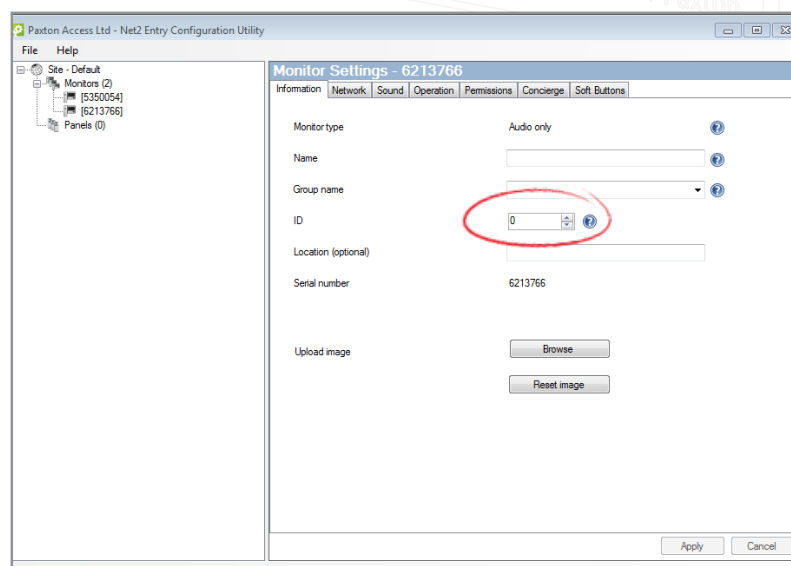 Paxton
Paxton Access Ltd - Net2 Entry Configuration Utility
File Help
Site - Default
Monitors (2)
[5350054]
[6213766]
Panels (0)
Monitor Settings - 6213766
Information Network Sound Operation Permissions Concierge Soft Buttons
Monitor type Audio only
Name
Group name
ID 0
Location (optional)
Serial number 6213766
Upload image Browse
Reset image
Apply Cancel